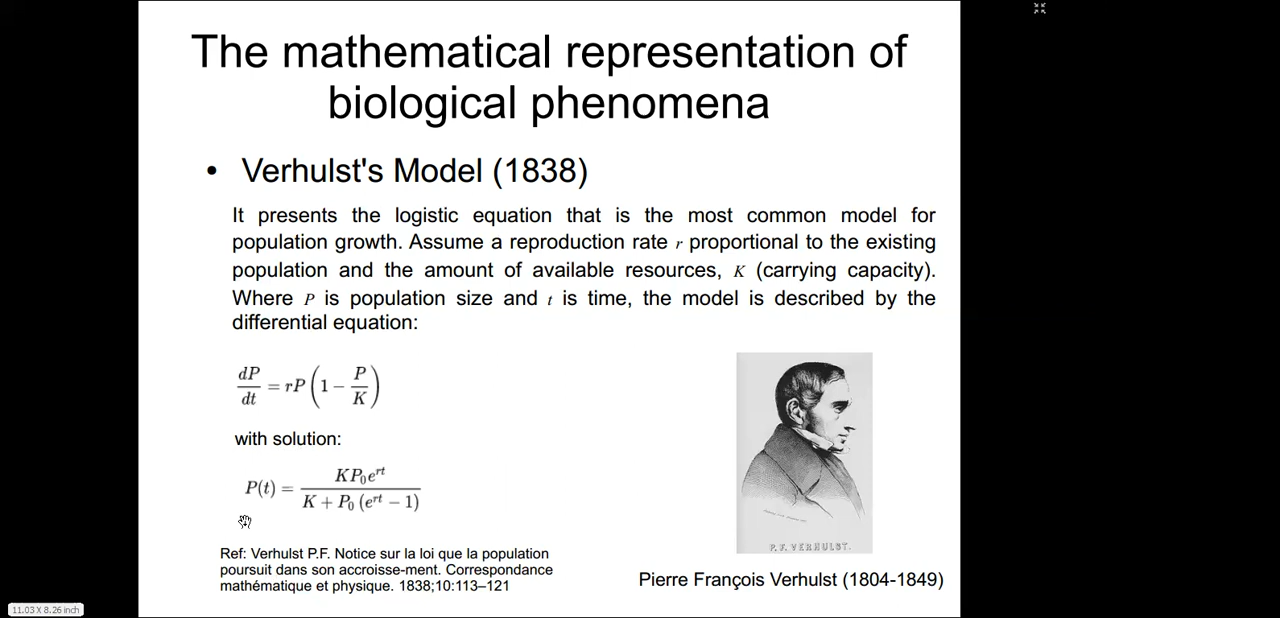 The mathematical representation of
biological phenomena
• Verhulst's Model (1838)
It presents the logistic equation that is the most common model for
population growth. Assume a reproduction rate r proportional to the existing
population and the amount of available resources, K (carrying capacity).
Where P is population size and t is time, the model is described by the
differential equation:
dP/dt = rP(1 − P/K)
with solution:
P(t) = KP₀e^{rt} / (K + P₀(e^{rt} − 1))
P. F. VERHULST.
Ref: Verhulst P.F. Notice sur la loi que la population
poursuit dans son accroisse-ment. Correspondance
mathématique et physique. 1838;10:113–121
Pierre François Verhulst (1804-1849)
11.03 X 8.26 inch